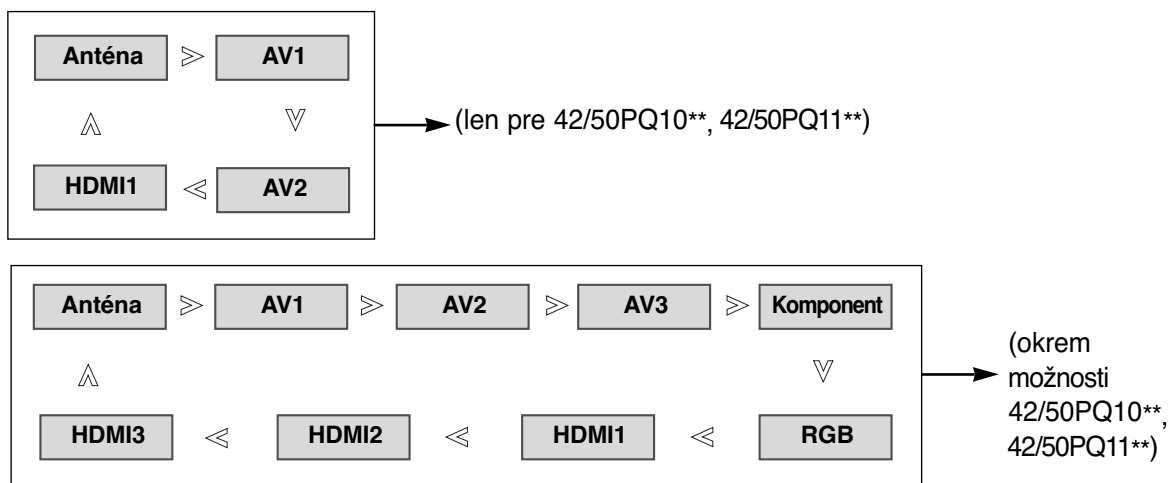 Anténa AV1
(len pre 42/50PQ10**, 42/50PQ11**)
HDMI1 AV2
Anténa AV1 AV2 AV3 Komponent
(okrem
možnosti
42/50PQ10**,
42/50PQ11**)
HDMI3 HDMI2 HDMI1 RGB